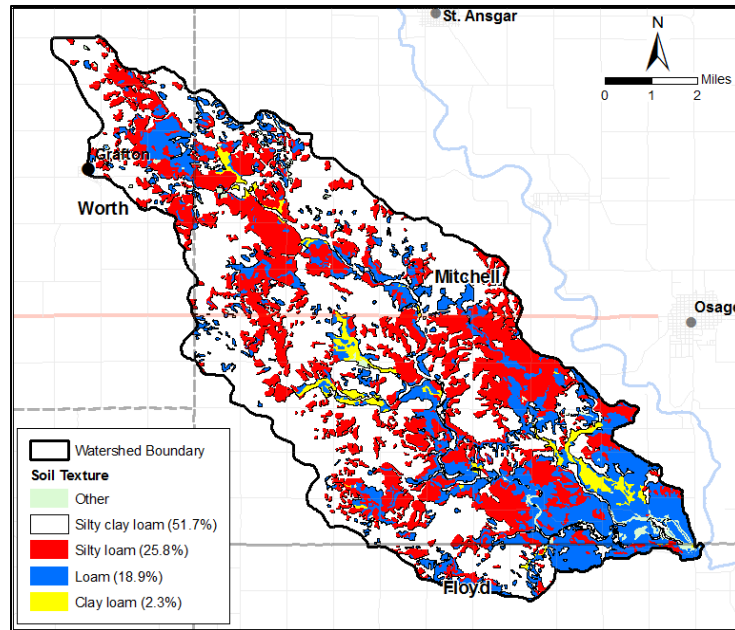 St. Ansgar
N
Miles
0 1 2
Grafton
Worth
Mitchell
Osage
Watershed Boundary
Soil Texture
Other
Silty clay loam (51.7%)
Silty loam (25.8%)
Loam (18.9%)
Clay loam (2.3%)
Floyd